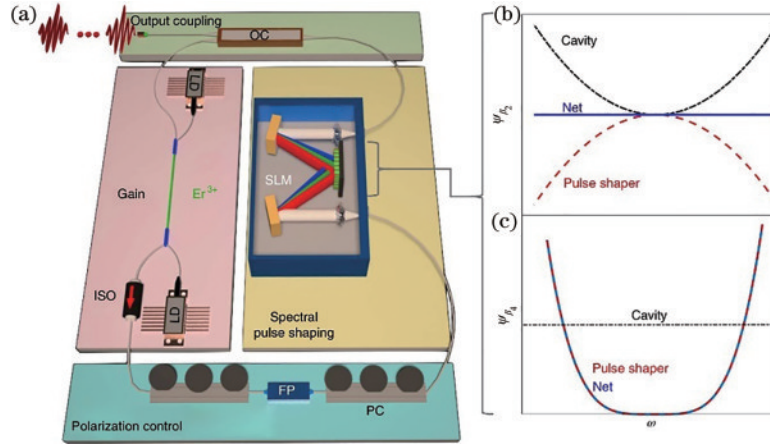 (a)
Output coupling
OC
LD
Gain
Er3+
SLM
ISO
LD
Spectral
pulse shaping
FP
PC
Polarization control
(b)
Cavity
Net
Pulse shaper
ψβ2
(c)
Cavity
Pulse shaper
Net
ψβ4
ω